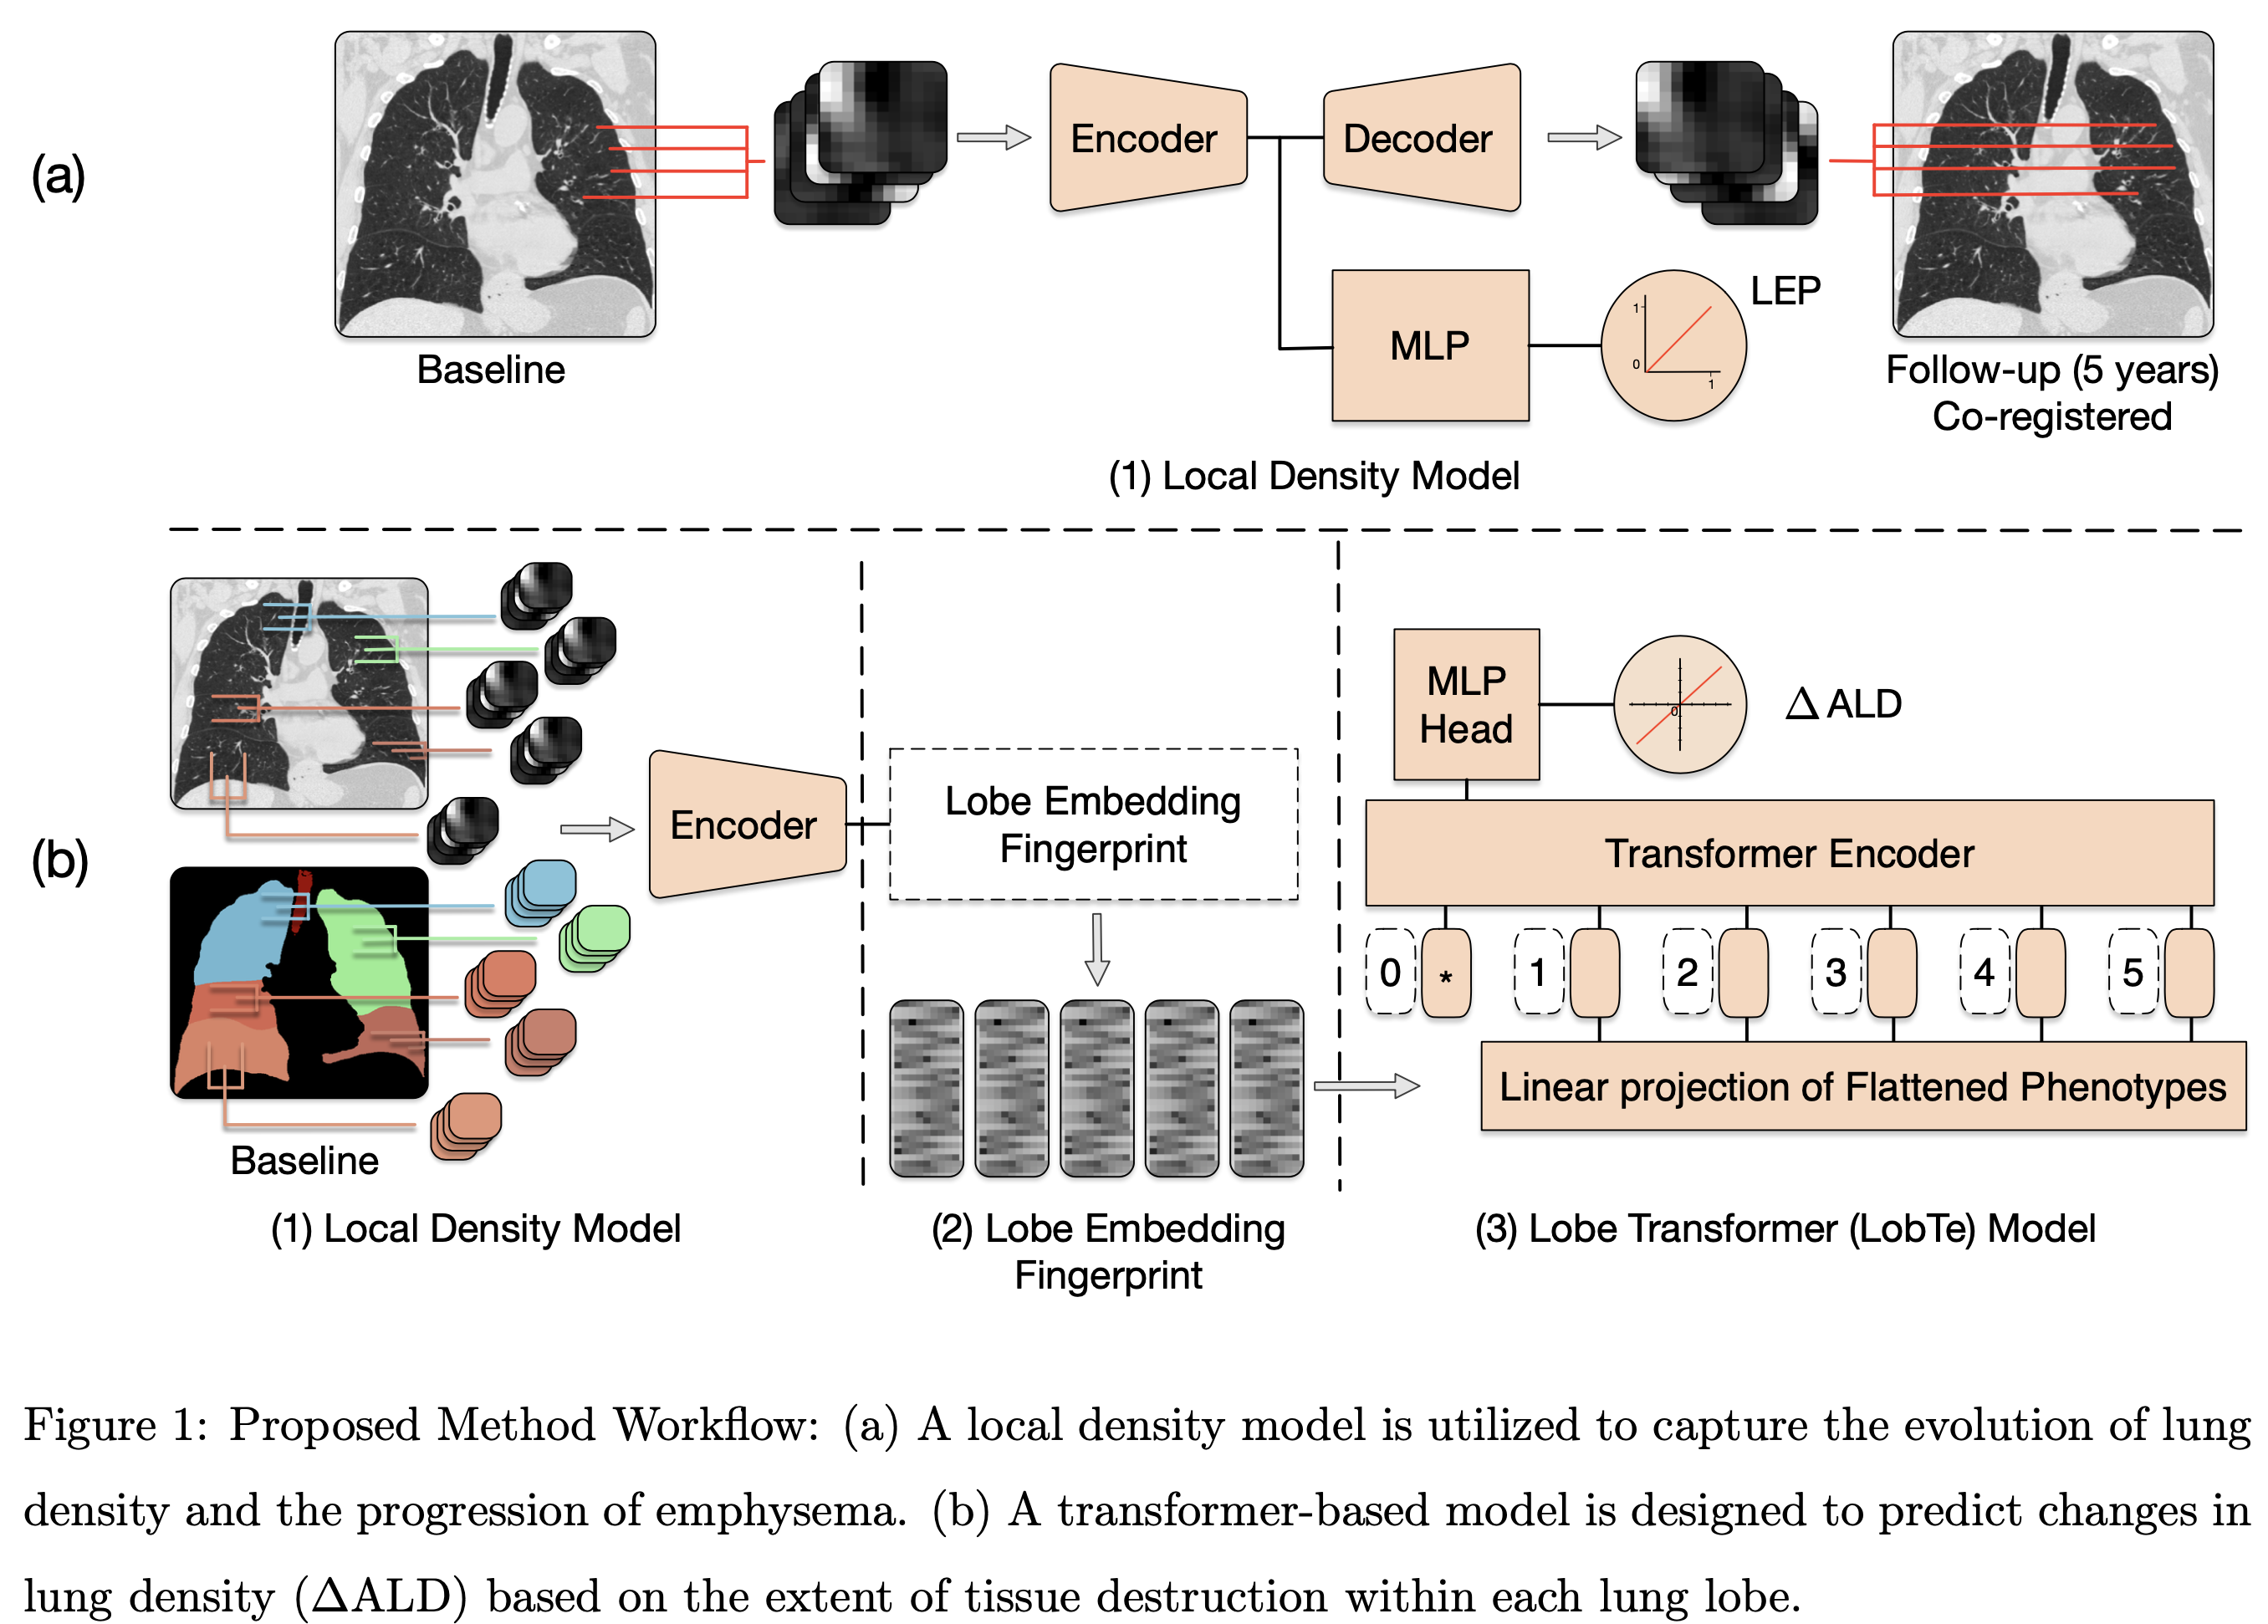 (a)
Baseline
Encoder
Decoder
MLP
1
0
1
LEP
Follow-up (5 years)
Co-registered
(1) Local Density Model
(b)
Baseline
Encoder
(1) Local Density Model
Lobe Embedding
Fingerprint
(2) Lobe Embedding
Fingerprint
MLP
Head
0
Δ ALD
Transformer Encoder
0 * 1 2 3 4 5
Linear projection of Flattened Phenotypes
(3) Lobe Transformer (LobTe) Model
Figure 1: Proposed Method Workflow: (a) A local density model is utilized to capture the evolution of lung
density and the progression of emphysema. (b) A transformer-based model is designed to predict changes in
lung density (ΔALD) based on the extent of tissue destruction within each lung lobe.